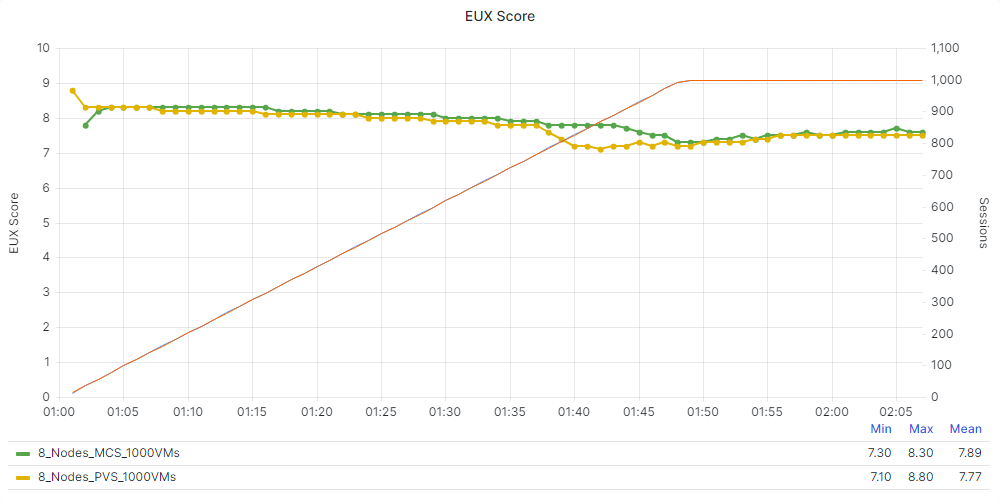 EUX Score
10 1,100
9 1,000
8 900
7 800
6 700
5 600
4 500
3 400
2 300
1 200
0 100
0
EUX Score
Sessions
01:00 01:05 01:10 01:15 01:20 01:25 01:30 01:35 01:40 01:45 01:50 01:55 02:00 02:05
Min Max Mean
8_Nodes_MCS_1000VMs 7.30 8.30 7.89
8_Nodes_PVS_1000VMs 7.10 8.80 7.77